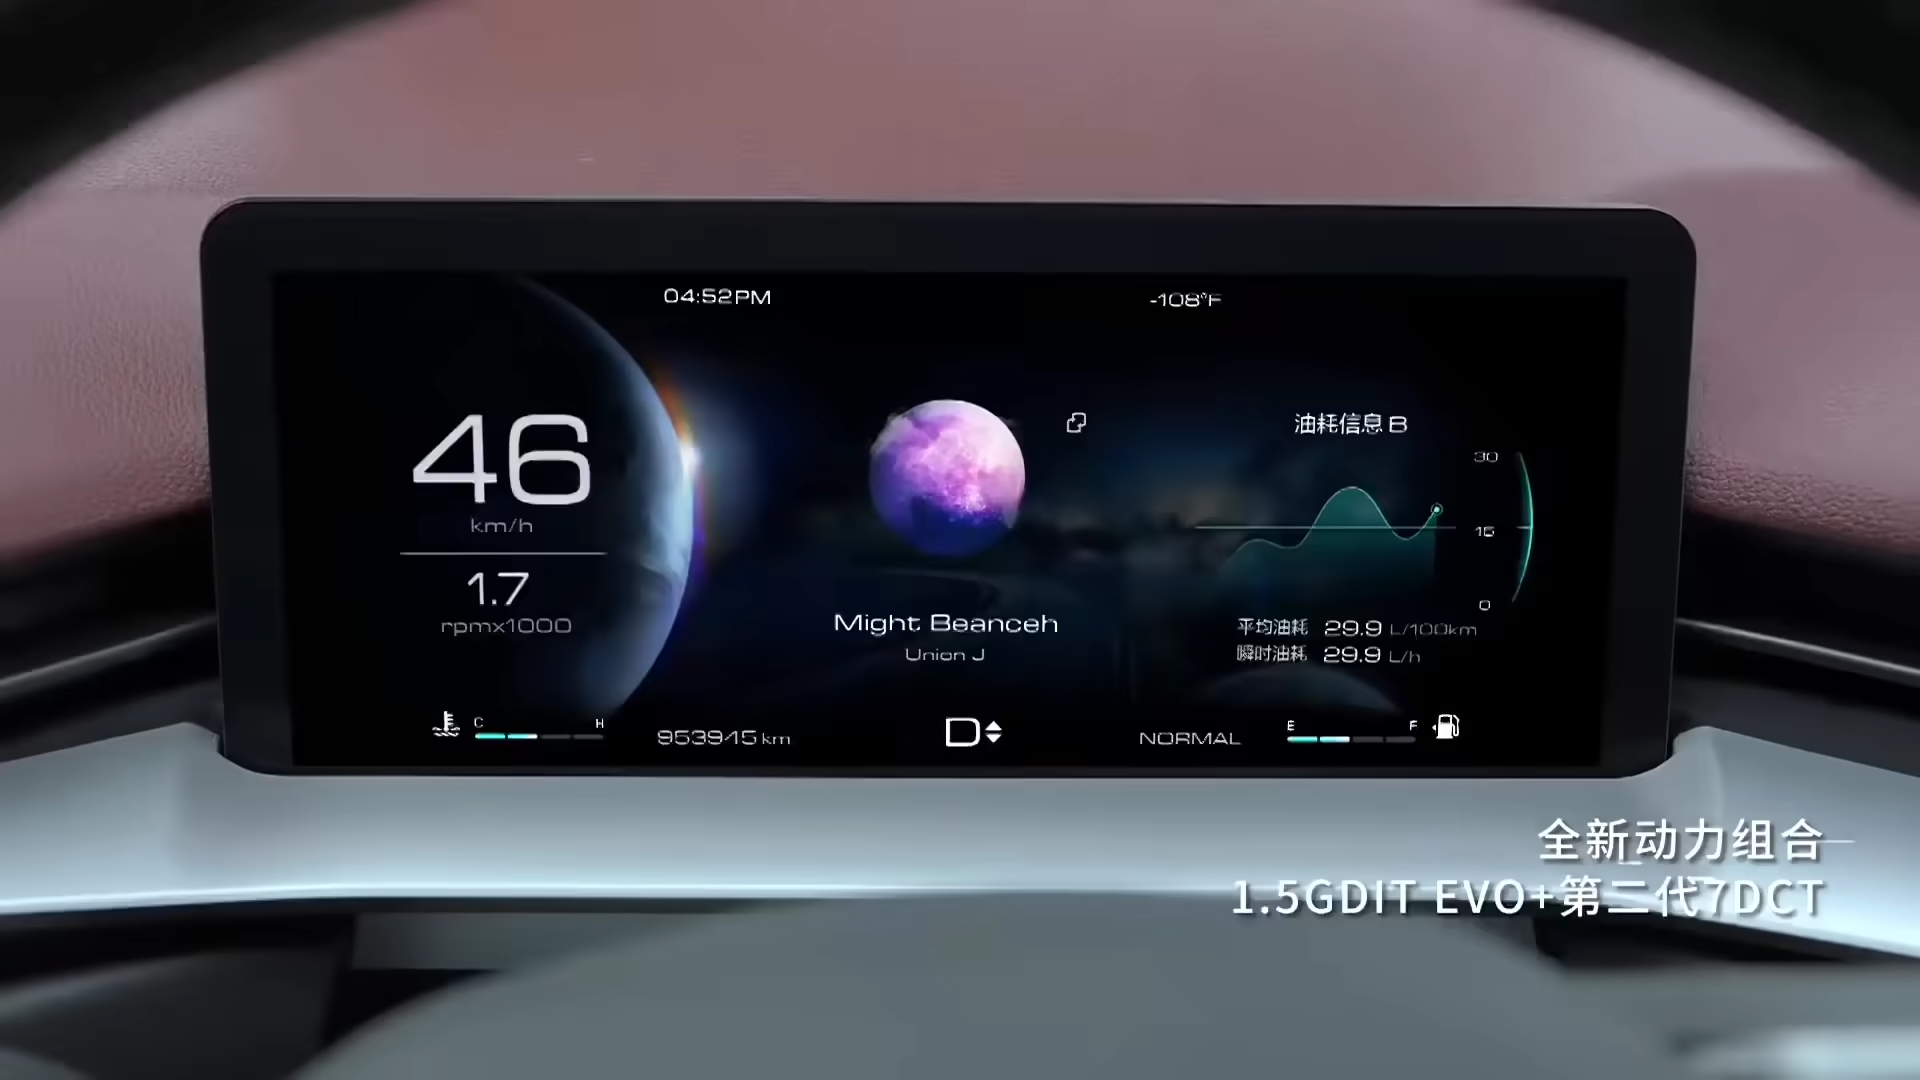 04:52PM
-108°F
46
km/h
1.7
rpmx1000
Might Beanceh
Union J
油耗信息 B
30
15
0
平均油耗 29.9 L/100km
瞬时油耗 29.9 L/h
C H
953945 km
D
NORMAL
E F
全新动力组合
1.5GDIT EVO+第二代7DCT